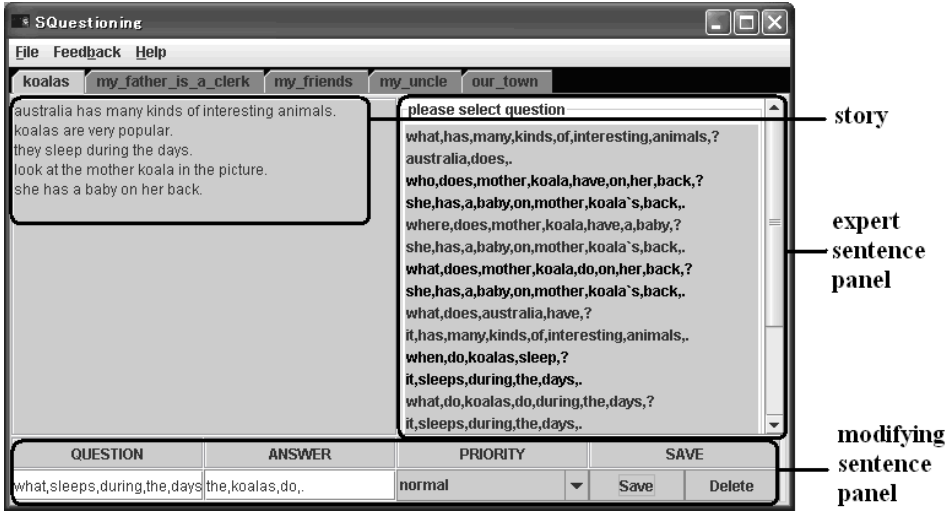 SQuestioning
File Feedback Help
koalas my_father_is_a_clerk my_friends my_uncle our_town
australia has many kinds of interesting animals.
koalas are very popular.
they sleep during the days.
look at the mother koala in the picture.
she has a baby on her back.
please select question
what,has,many,kinds,of,interesting,animals,?
australia,does,.
who,does,mother,koala,have,on,her,back,?
she,has,a,baby,on,mother,koala`s,back,.
where,does,mother,koala,have,a,baby,?
she,has,a,baby,on,mother,koala`s,back,.
what,does,mother,koala,do,on,her,back,?
she,has,a,baby,on,mother,koala`s,back,.
what,does,australia,have,?
it,has,many,kinds,of,interesting,animals,.
when,do,koalas,sleep,?
it,sleeps,during,the,days,.
what,do,koalas,do,during,the,days,?
it,sleeps,during,the,days,.
QUESTION ANSWER PRIORITY SAVE
what,sleeps,during,the,days the,koalas,do,. normal Save Delete
story
expert
sentence
panel
modifying
sentence
panel